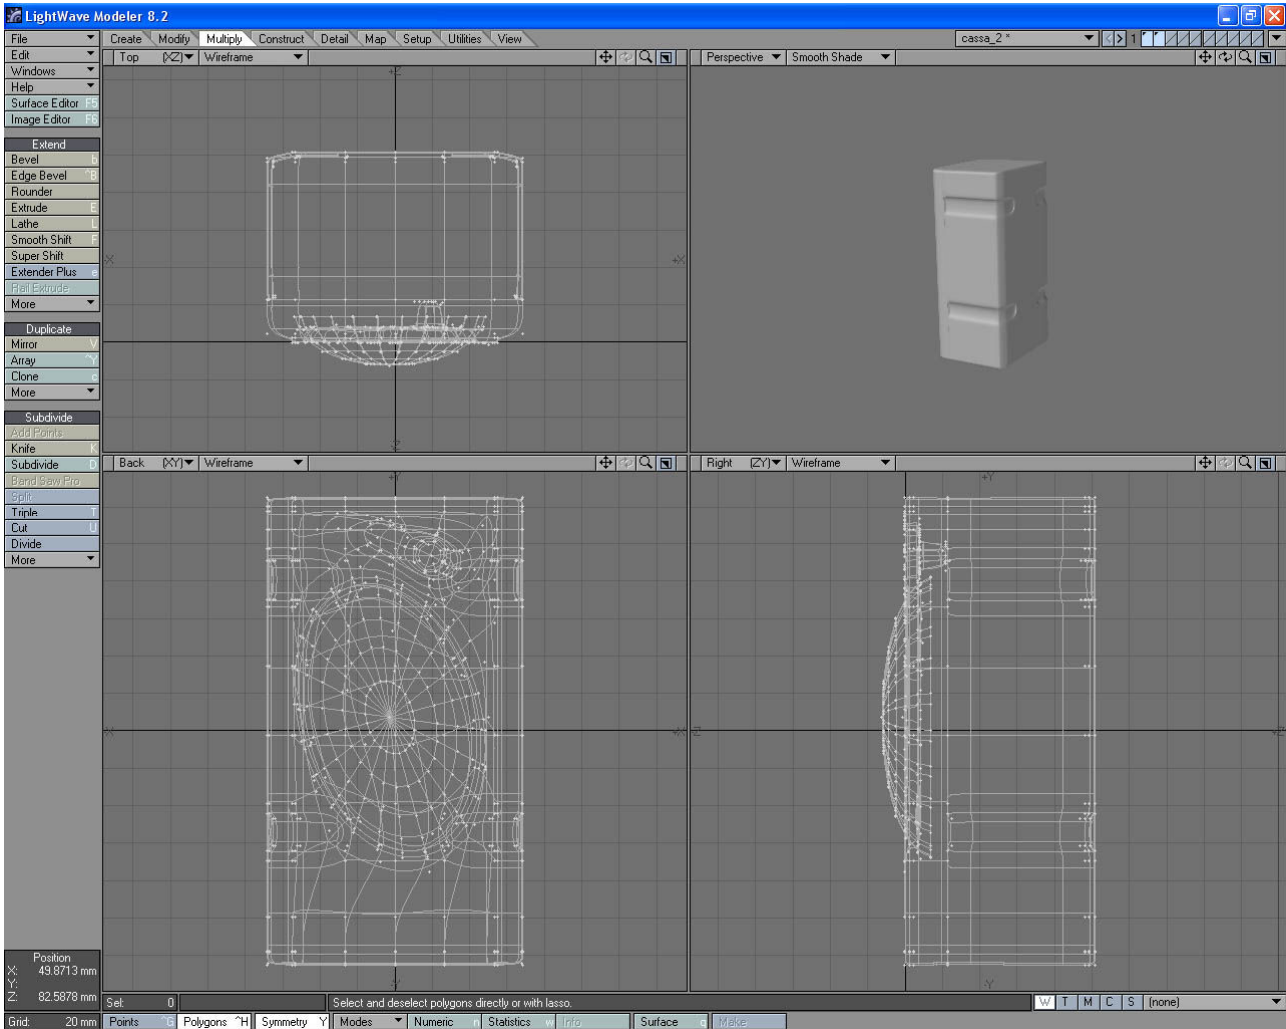 LightWave Modeler 8.2
File Create Modify Multiply Construct Detail Map Setup Utilities View cassa_2 * 1
Edit
Top (XZ) Wireframe
Perspective Smooth Shade
Windows
Help
Surface Editor F5
Image Editor F6
Extend
Bevel b
Edge Bevel ^B
Rounder
Extrude E
Lathe L
Smooth Shift F
Super Shift
Extender Plus e
Rail Extrude
More
Duplicate
Mirror V
Array ^Y
Clone c
More
Subdivide
Add Points
Knife K
Subdivide D
Band Saw Pro
Split
Triple T
Cut U
Divide
More
+Z
-X
+X
-Z
Back (XY) Wireframe
Right (ZY) Wireframe
+Y
+Y
-X
+X
-Z
+Z
-Y
-Y
Position
X: 49.8713 mm
Y:
Z: 82.5878 mm
Sel: 0
Select and deselect polygons directly or with lasso.
W T M C S (none)
Grid: 20 mm Points ^G Polygons ^H Symmetry Y Modes Numeric n Statistics w Info Surface q Make